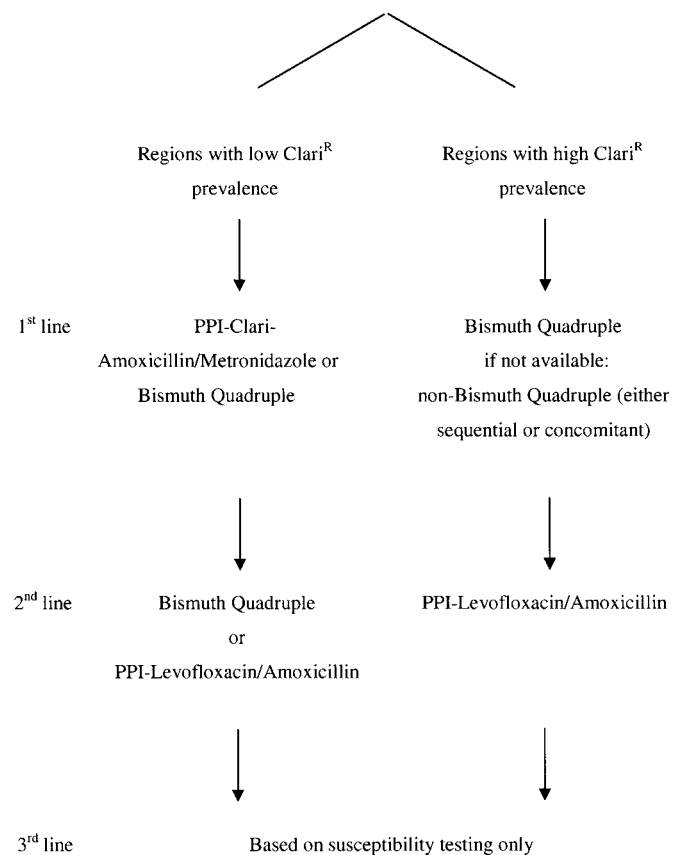 Regions with low Clari^R
prevalence
Regions with high Clari^R
prevalence
1st line
PPI-Clari-
Amoxicillin/Metronidazole or
Bismuth Quadruple
Bismuth Quadruple
if not available:
non-Bismuth Quadruple (either
sequential or concomitant)
2nd line
Bismuth Quadruple
or
PPI-Levofloxacin/Amoxicillin
PPI-Levofloxacin/Amoxicillin
3rd line
Based on susceptibility testing only